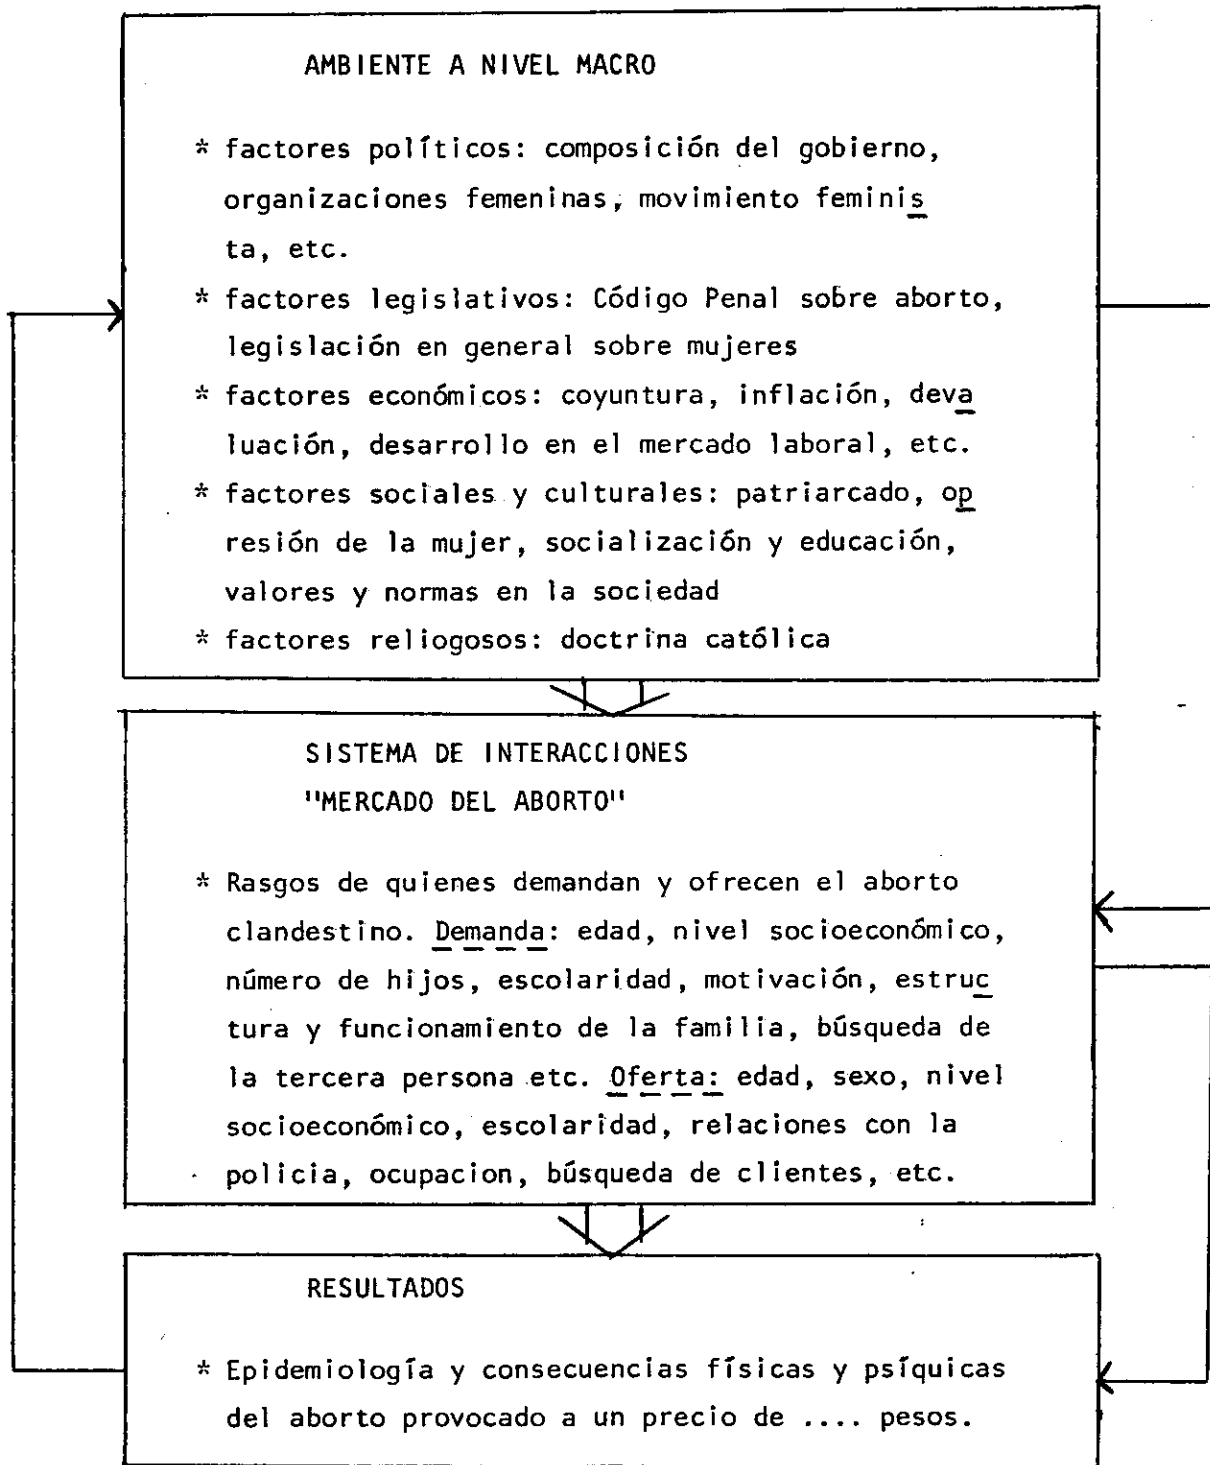 AMBIENTE A NIVEL MACRO
* factores políticos: composición del gobierno,
organizaciones femeninas, movimiento feminis
ta, etc.
* factores legislativos: Código Penal sobre aborto,
legislación en general sobre mujeres
* factores económicos: coyuntura, inflación, deva
luación, desarrollo en el mercado laboral, etc.
* factores sociales y culturales: patriarcado, op
resión de la mujer, socialización y educación,
valores y normas en la sociedad
* factores reliogosos: doctrina católica
SISTEMA DE INTERACCIONES
"MERCADO DEL ABORTO"
* Rasgos de quienes demandan y ofrecen el aborto
clandestino. Demanda: edad, nivel socioeconómico,
número de hijos, escolaridad, motivación, estruc
tura y funcionamiento de la familia, búsqueda de
la tercera persona etc. Oferta: edad, sexo, nivel
socioeconómico, escolaridad, relaciones con la
policia, ocupacion, búsqueda de clientes, etc.
RESULTADOS
* Epidemiología y consecuencias físicas y psíquicas
del aborto provocado a un precio de .... pesos.